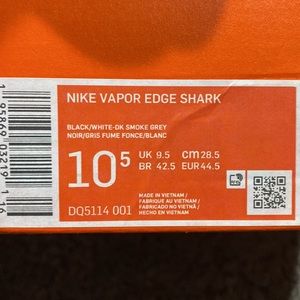 NIKE VAPOR EDGE SHARK
BLACK/WHITE-DK SMOKE GREY
NOIR/GRIS FUME FONCE/BLANC
10 5
UK 9.5 cm 28.5
BR 42.5 EUR 44.5
MADE IN VIETNAM /
FABRIQUE AU VIETNAM /
FABRICADO NO VIETNÃ /
HECHO EN VIETNAM
DQ5114 001